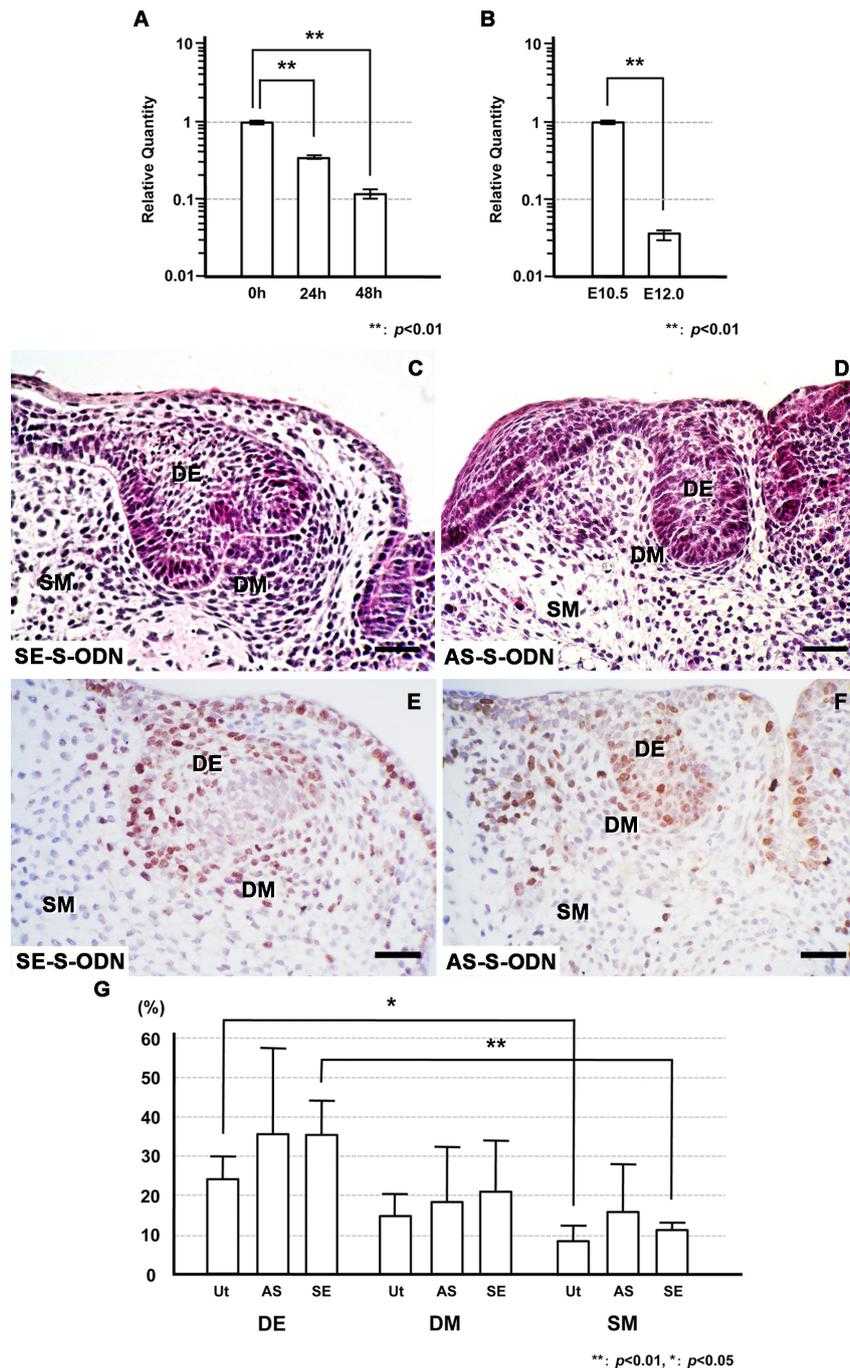 A
B
**
**
**
10
1
0.1
0.01
Relative Quantity
0h 24h 48h
**: p<0.01
10
1
0.1
0.01
Relative Quantity
E10.5 E12.0
**: p<0.01
C
DE
SM
DM
SE-S-ODN
D
DE
DM
SM
AS-S-ODN
E
DE
DM
SM
SE-S-ODN
F
DE
DM
SM
AS-S-ODN
G
(%)
60
50
40
30
20
10
0
*
**
Ut AS SE Ut AS SE Ut AS SE
DE DM SM
**: p<0.01, *: p<0.05